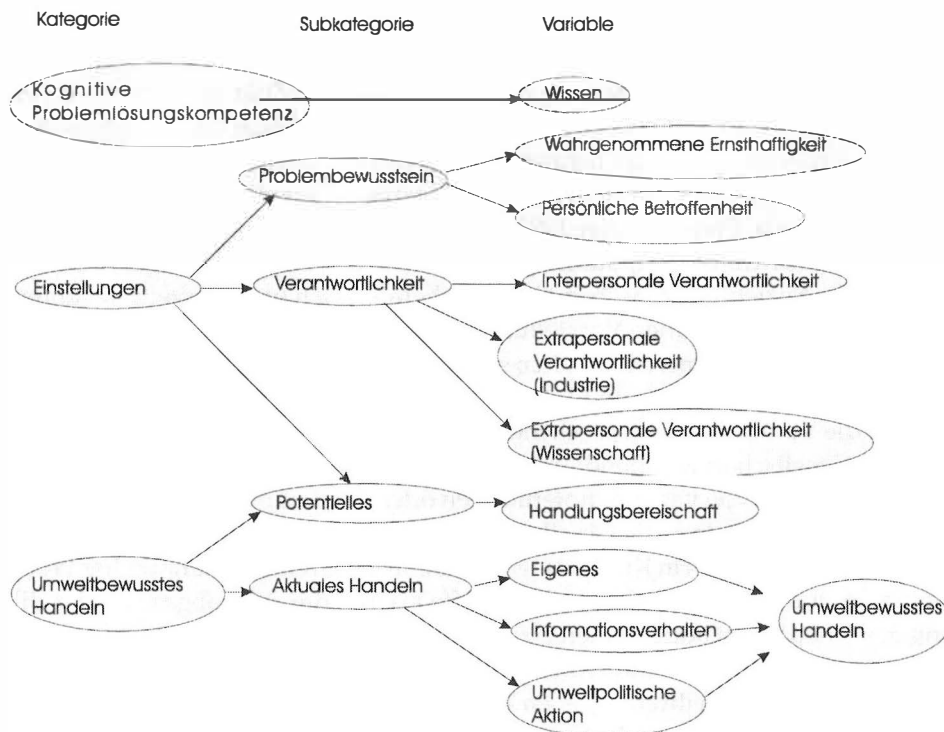 Kategorie
Subkategorie
Variable
Kognitive
Problemlösungskompetenz
Wissen
Wahrgenommene Ernsthaftigkeit
Problembewusstsein
Persönliche Betroffenheit
Einstellungen
Verantwortlichkeit
Interpersonale Verantwortlichkeit
Extrapersonale
Verantwortlichkeit
(Industrie)
Extrapersonale Verantwortlichkeit
(Wissenschaft)
Potentielles
Handlungsbereischaft
Umweltbewusstes
Handeln
Aktuales Handeln
Eigenes
Informationsverhalten
Umweltpolitische
Aktion
Umweltbewusstes
Handeln